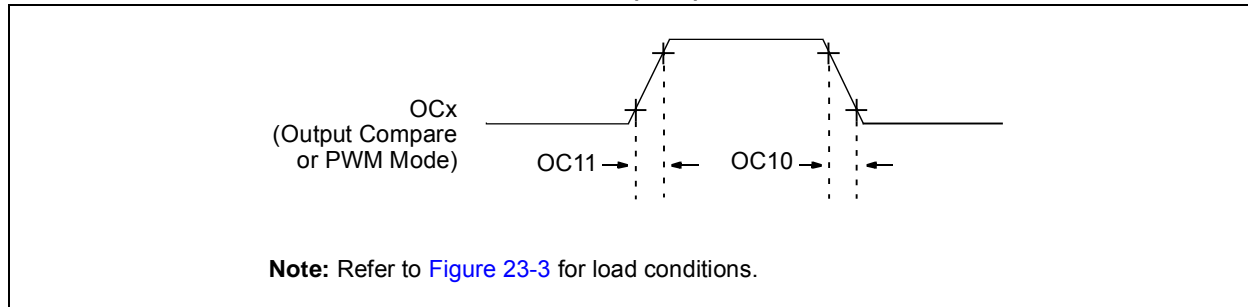 OCx
(Output Compare
or PWM Mode)
OC11
OC10
Note: Refer to Figure 23-3 for load conditions.